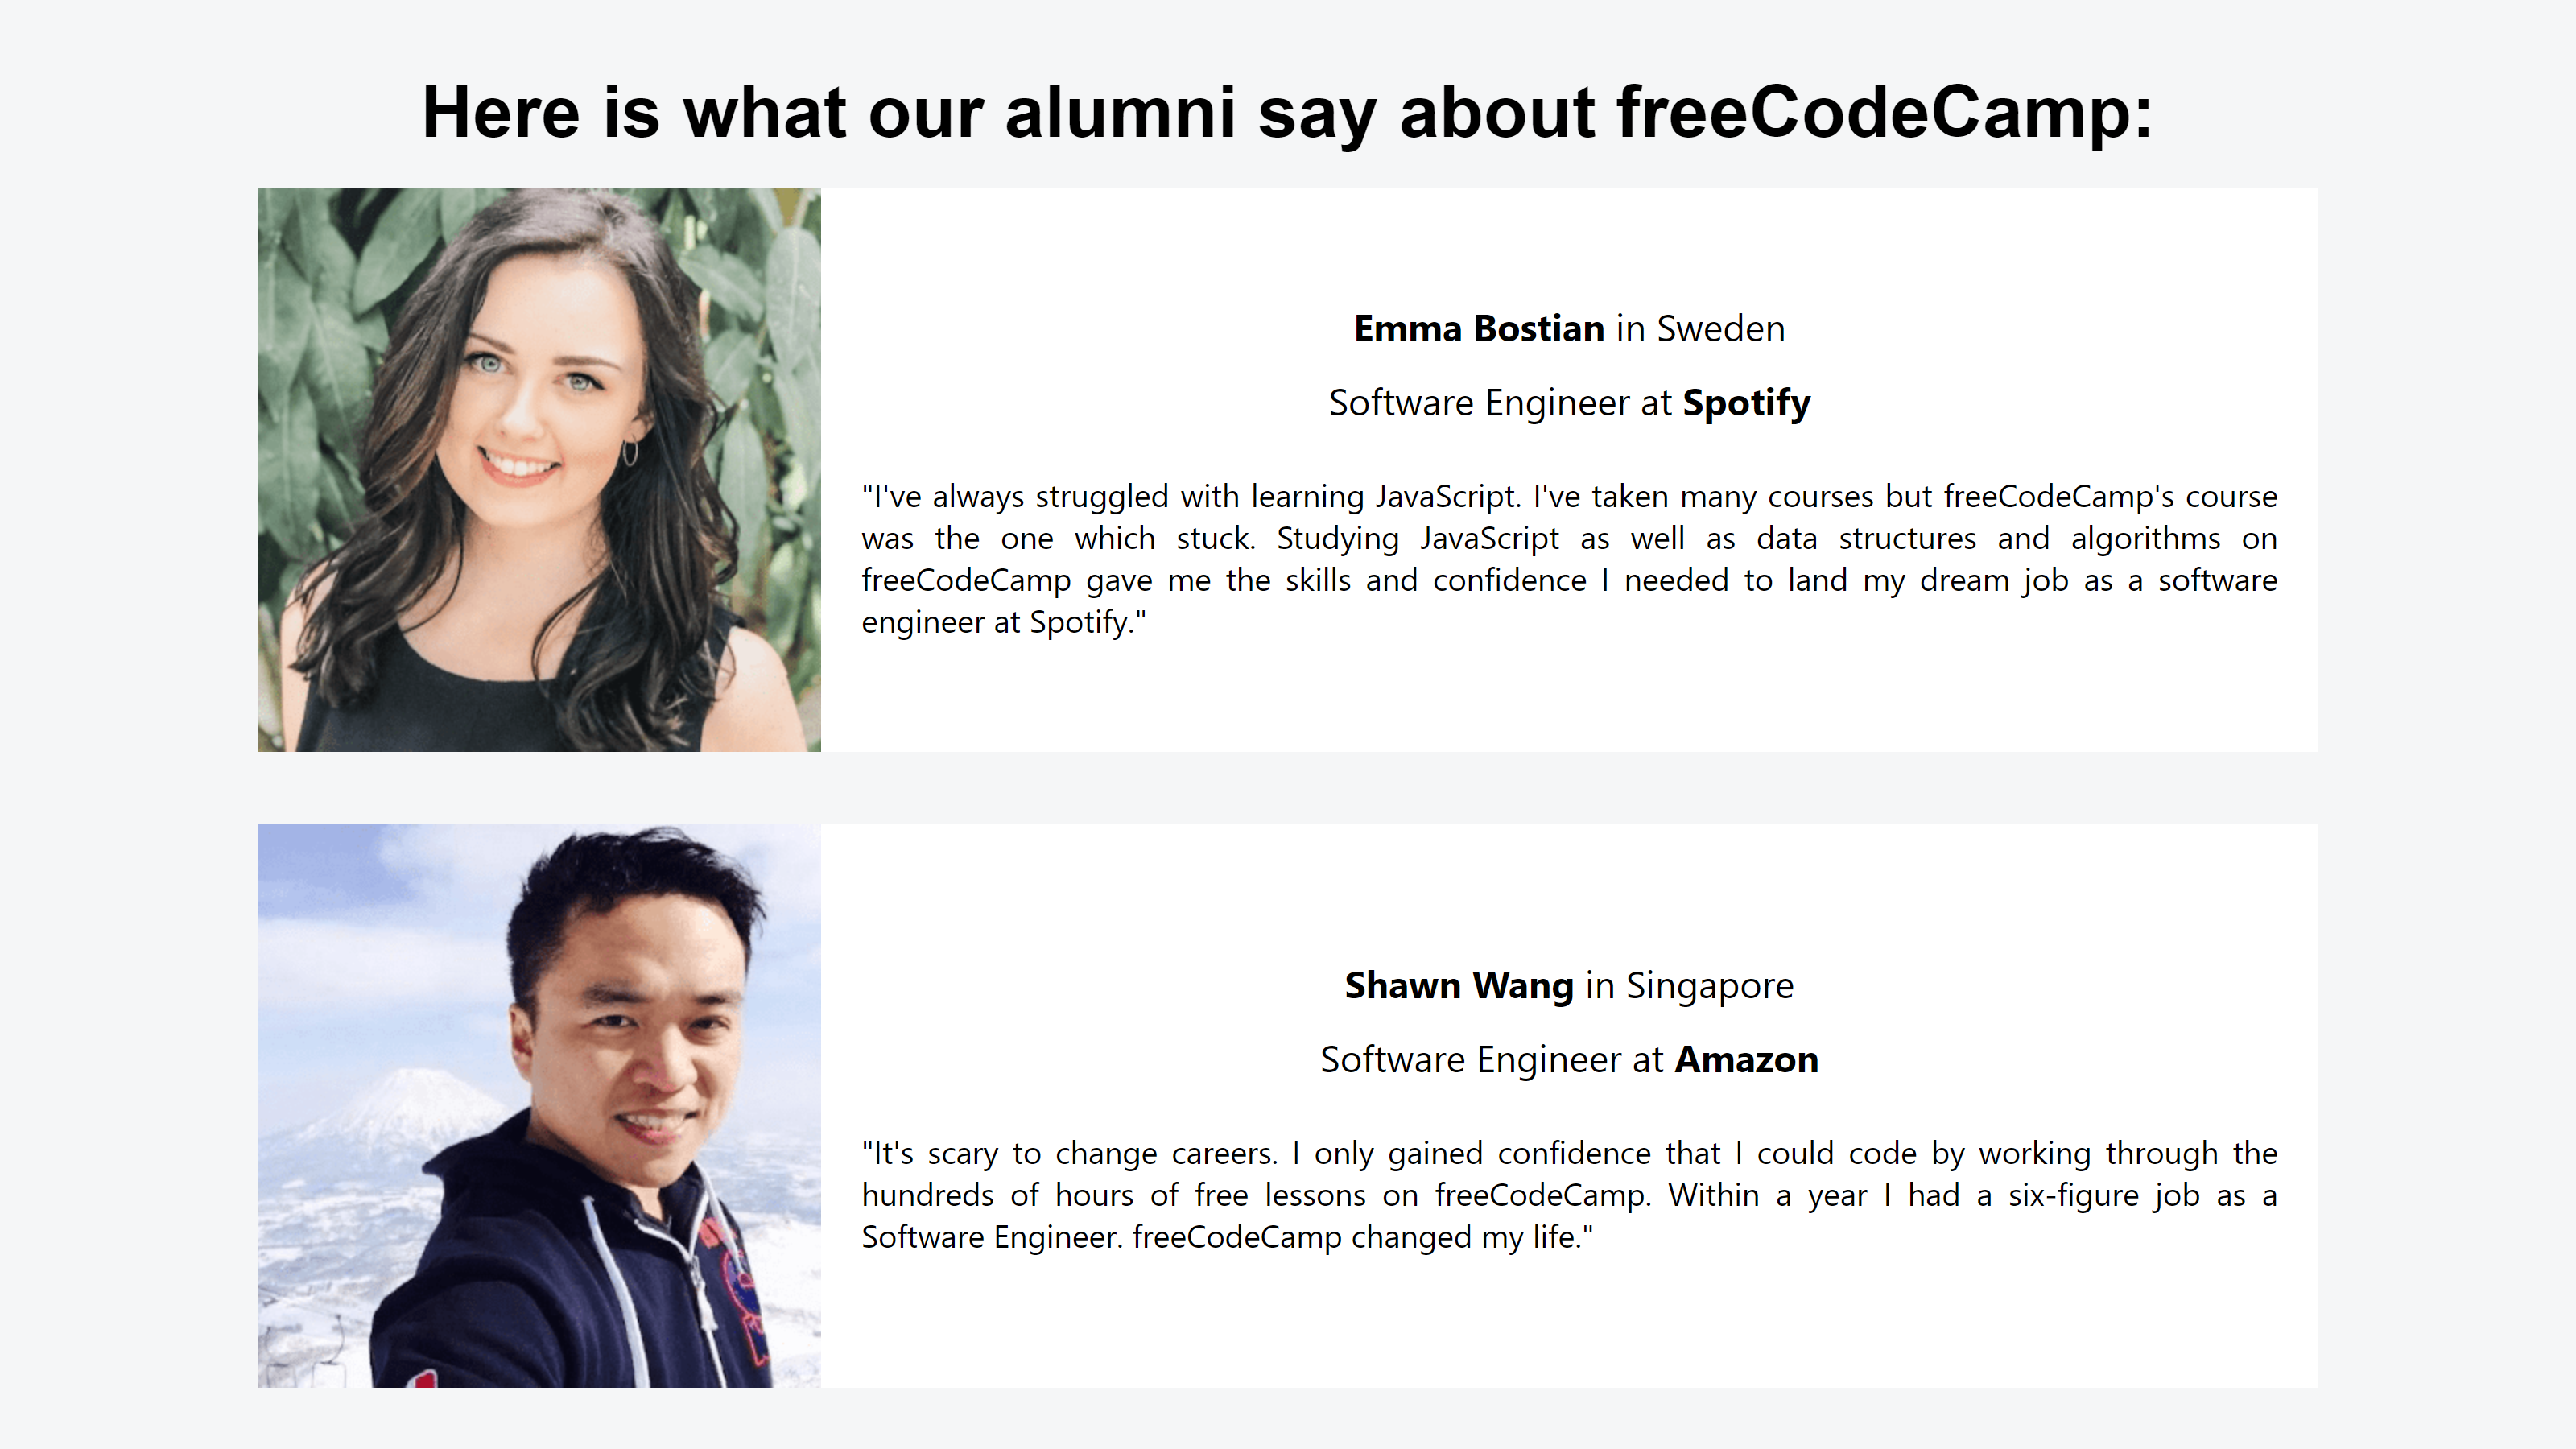 Here is what our alumni say about freeCodeCamp:
Emma Bostian in Sweden
Software Engineer at Spotify
"I've always struggled with learning JavaScript. I've taken many courses but freeCodeCamp's course
was the one which stuck. Studying JavaScript as well as data structures and algorithms on
freeCodeCamp gave me the skills and confidence I needed to land my dream job as a software
engineer at Spotify."
Shawn Wang in Singapore
Software Engineer at Amazon
"It's scary to change careers. I only gained confidence that I could code by working through the
hundreds of hours of free lessons on freeCodeCamp. Within a year I had a six-figure job as a
Software Engineer. freeCodeCamp changed my life."